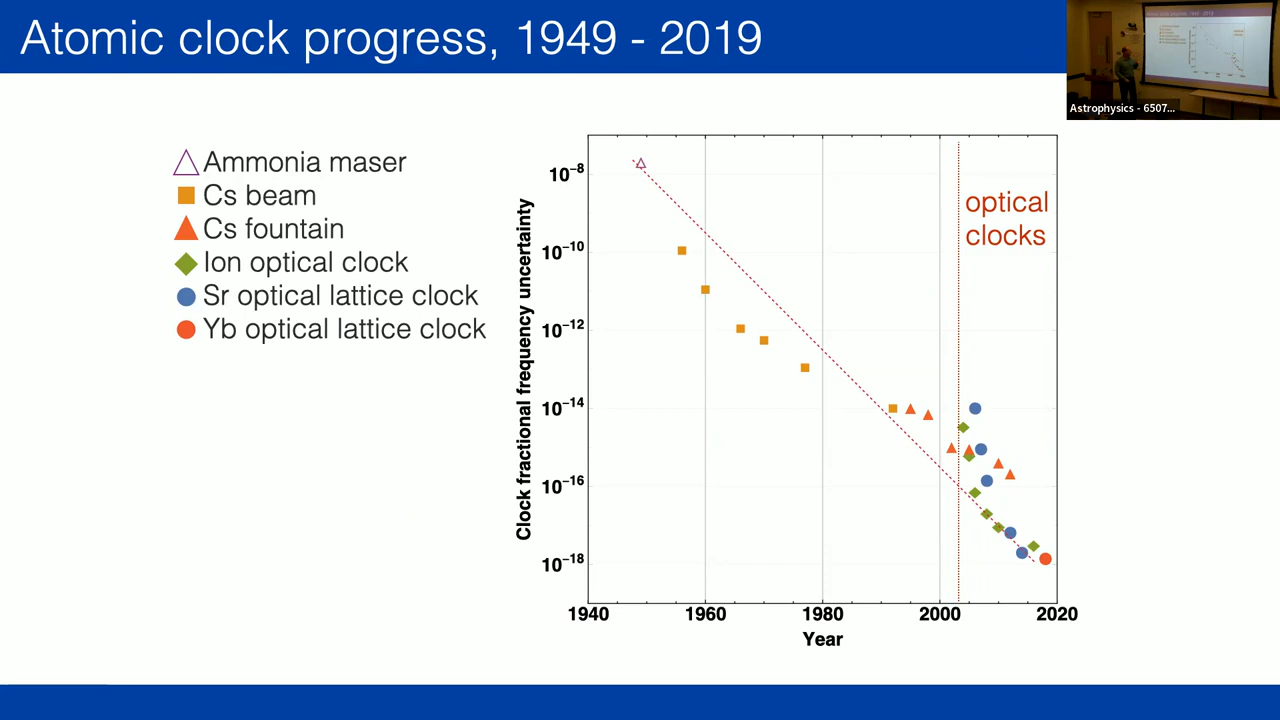 Atomic clock progress, 1949 - 2019
Astrophysics - 6507...
Ammonia maser
Cs beam
Cs fountain
Ion optical clock
Sr optical lattice clock
Yb optical lattice clock
optical
clocks
Clock fractional frequency uncertainty
10⁻⁸
10⁻¹⁰
10⁻¹²
10⁻¹⁴
10⁻¹⁶
10⁻¹⁸
1940 1960 1980 2000 2020
Year